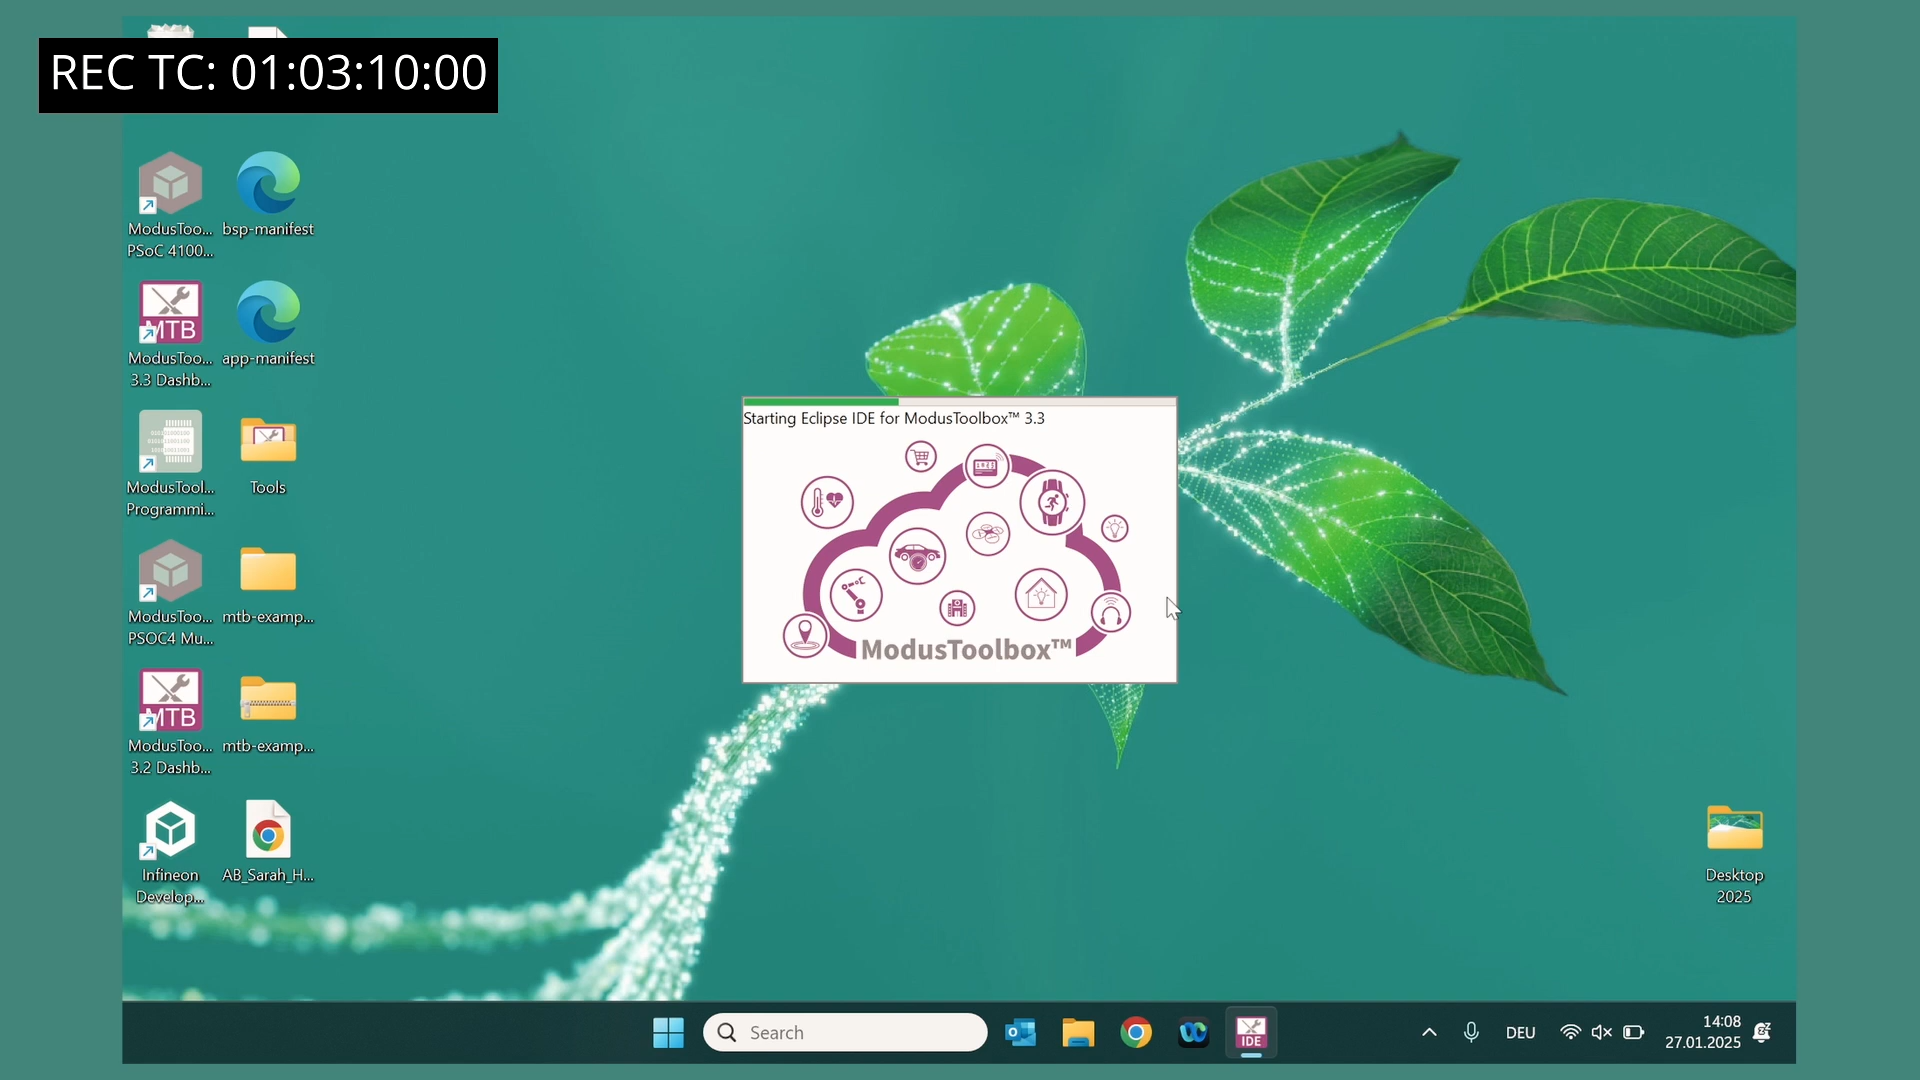 REC TC: 01:03:10:00
ModusToo...
PSoC 4100...
bsp-manifest
MTB
ModusToo...
3.3 Dashb...
app-manifest
ModusTool...
Programmi...
Tools
ModusToo...
PSOC4 Mu...
mtb-examp...
MTB
ModusToo...
3.2 Dashb...
mtb-examp...
Infineon
Develop...
AB_Sarah_H...
Starting Eclipse IDE for ModusToolbox™ 3.3
ModusToolbox™
Desktop
2025
Search
IDE
DEU
14:08
27.01.2025